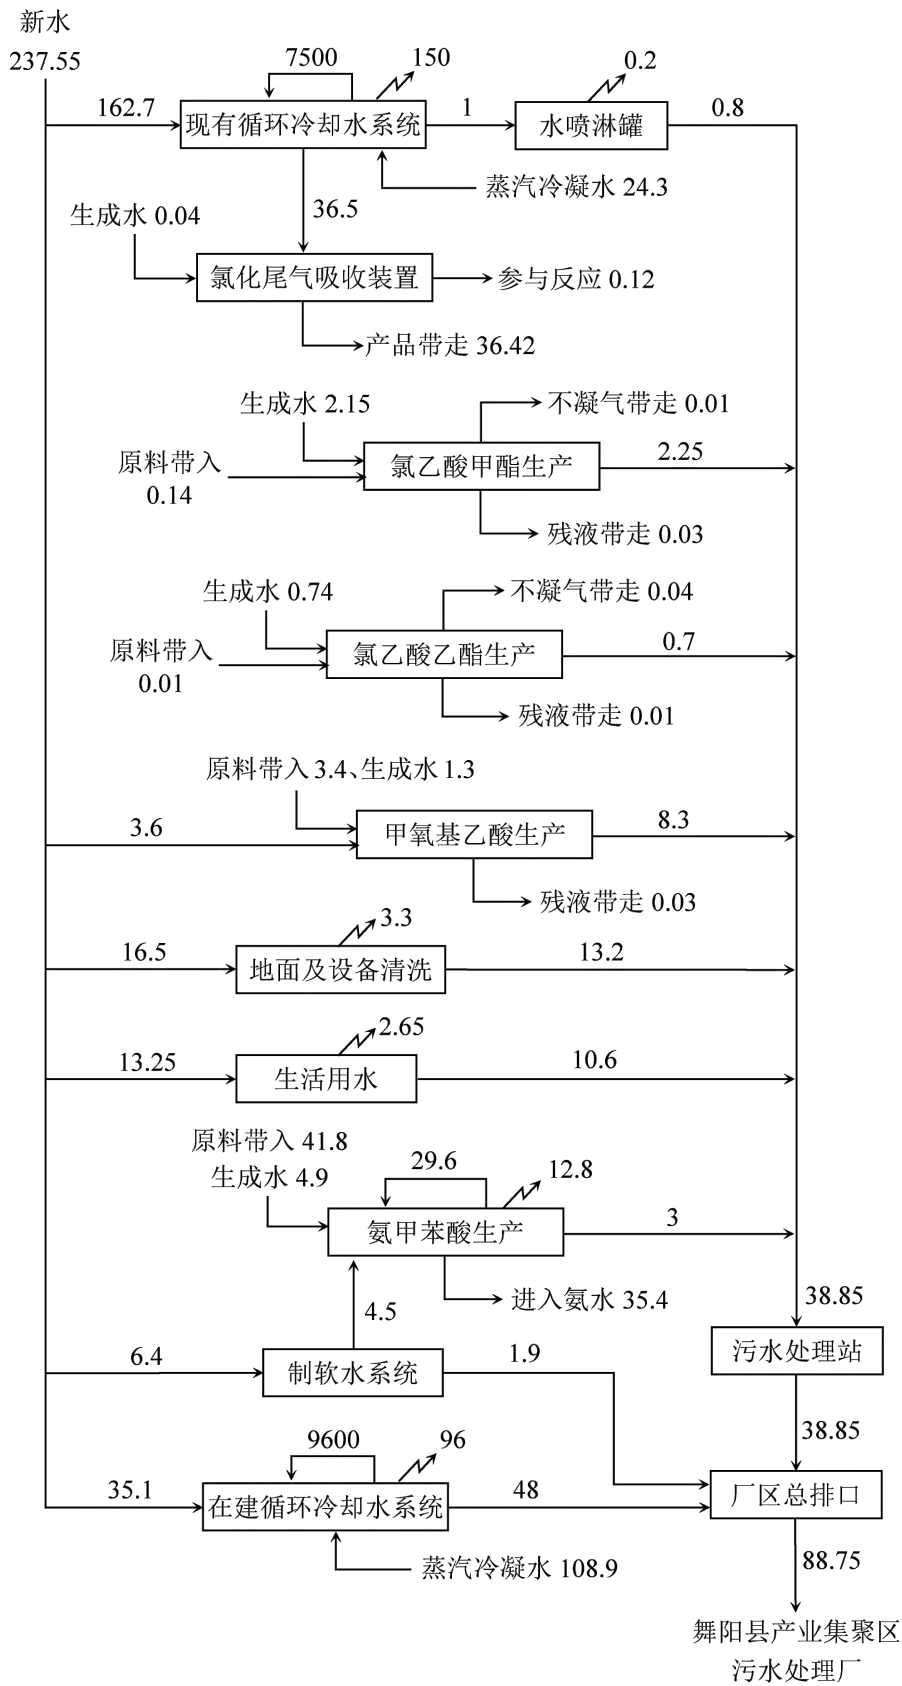 新水
237.55
7500
150
0.2
162.7
现有循环冷却水系统
1
水喷淋罐
0.8
蒸汽冷凝水 24.3
36.5
生成水 0.04
氯化尾气吸收装置
参与反应 0.12
产品带走 36.42
生成水 2.15
不凝气带走 0.01
原料带入
0.14
氯乙酸甲酯生产
2.25
残液带走 0.03
生成水 0.74
不凝气带走 0.04
原料带入
0.01
氯乙酸乙酯生产
0.7
残液带走 0.01
原料带入 3.4、生成水 1.3
3.6
甲氧基乙酸生产
8.3
残液带走 0.03
3.3
16.5
地面及设备清洗
13.2
2.65
13.25
生活用水
10.6
原料带入 41.8
生成水 4.9
29.6
12.8
氨甲苯酸生产
3
进入氨水 35.4
4.5
38.85
6.4
制软水系统
1.9
污水处理站
38.85
9600
96
35.1
在建循环冷却水系统
48
厂区总排口
蒸汽冷凝水 108.9
88.75
舞阳县产业集聚区
污水处理厂